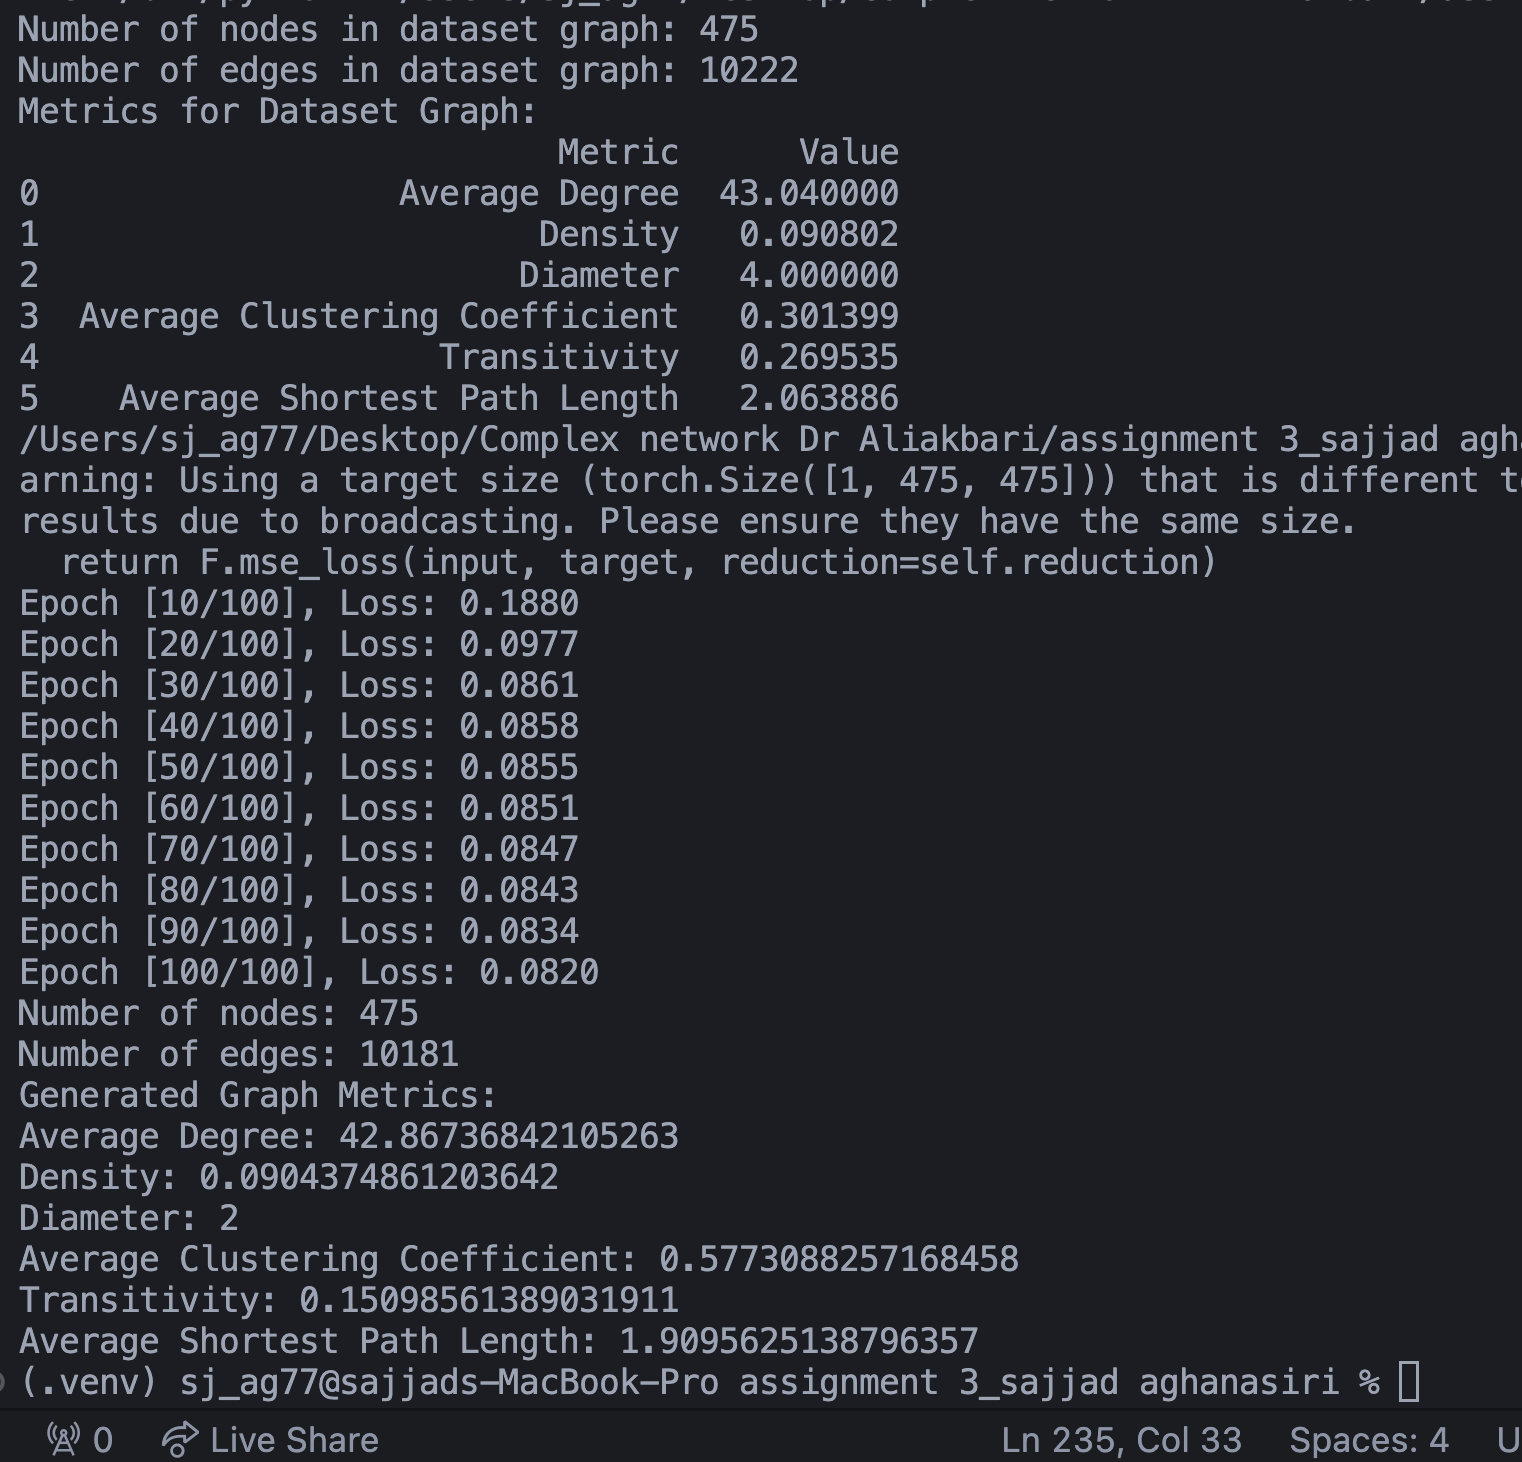 Number of nodes in dataset graph: 475
Number of edges in dataset graph: 10222
Metrics for Dataset Graph:
Metric Value
0 Average Degree 43.040000
1 Density 0.090802
2 Diameter 4.000000
3 Average Clustering Coefficient 0.301399
4 Transitivity 0.269535
5 Average Shortest Path Length 2.063886
/Users/sj_ag77/Desktop/Complex network Dr Aliakbari/assignment 3_sajjad
arning: Using a target size (torch.Size([1, 475, 475])) that is different
results due to broadcasting. Please ensure they have the same size.
return F.mse_loss(input, target, reduction=self.reduction)
Epoch [10/100], Loss: 0.1880
Epoch [20/100], Loss: 0.0977
Epoch [30/100], Loss: 0.0861
Epoch [40/100], Loss: 0.0858
Epoch [50/100], Loss: 0.0855
Epoch [60/100], Loss: 0.0851
Epoch [70/100], Loss: 0.0847
Epoch [80/100], Loss: 0.0843
Epoch [90/100], Loss: 0.0834
Epoch [100/100], Loss: 0.0820
Number of nodes: 475
Number of edges: 10181
Generated Graph Metrics:
Average Degree: 42.86736842105263
Density: 0.0904374861203642
Diameter: 2
Average Clustering Coefficient: 0.5773088257168458
Transitivity: 0.15098561389031911
Average Shortest Path Length: 1.9095625138796357
(.venv) sj_ag77@sajjads-MacBook-Pro assignment 3_sajjad aghanasiri %
0 Live Share Ln 235, Col 33 Spaces: 4